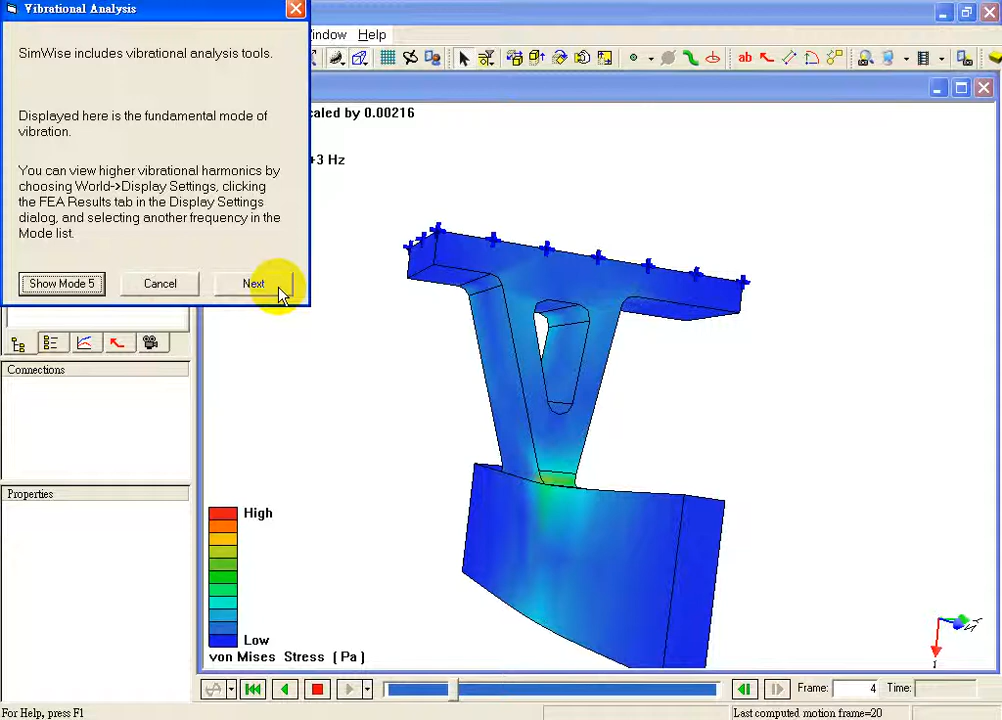 Vibrational Analysis
SimWise includes vibrational analysis tools.
Displayed here is the fundamental mode of
vibration.
You can view higher vibrational harmonics by
choosing World->Display Settings, clicking
the FEA Results tab in the Display Settings
dialog, and selecting another frequency in the
Mode list.
Show Mode 5
Cancel
Next
indow Help
ab
caled by 0.00216
+3 Hz
Connections
Properties
High
Low
von Mises Stress (Pa)
1
Frame: 4 Time:
For Help, press F1
Last computed motion frame=20